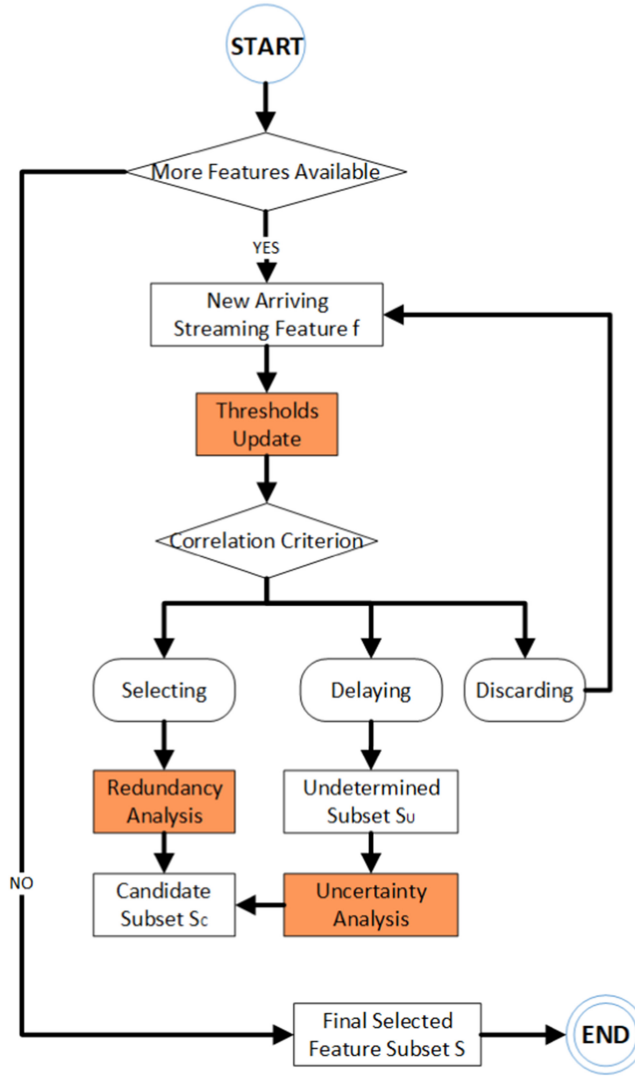 START
More Features Available
YES
New Arriving
Streaming Feature f
Thresholds
Update
Correlation Criterion
Selecting
Delaying
Discarding
Redundancy
Analysis
Undetermined
Subset Su
NO
Candidate
Subset Sc
Uncertainty
Analysis
Final Selected
Feature Subset S
END